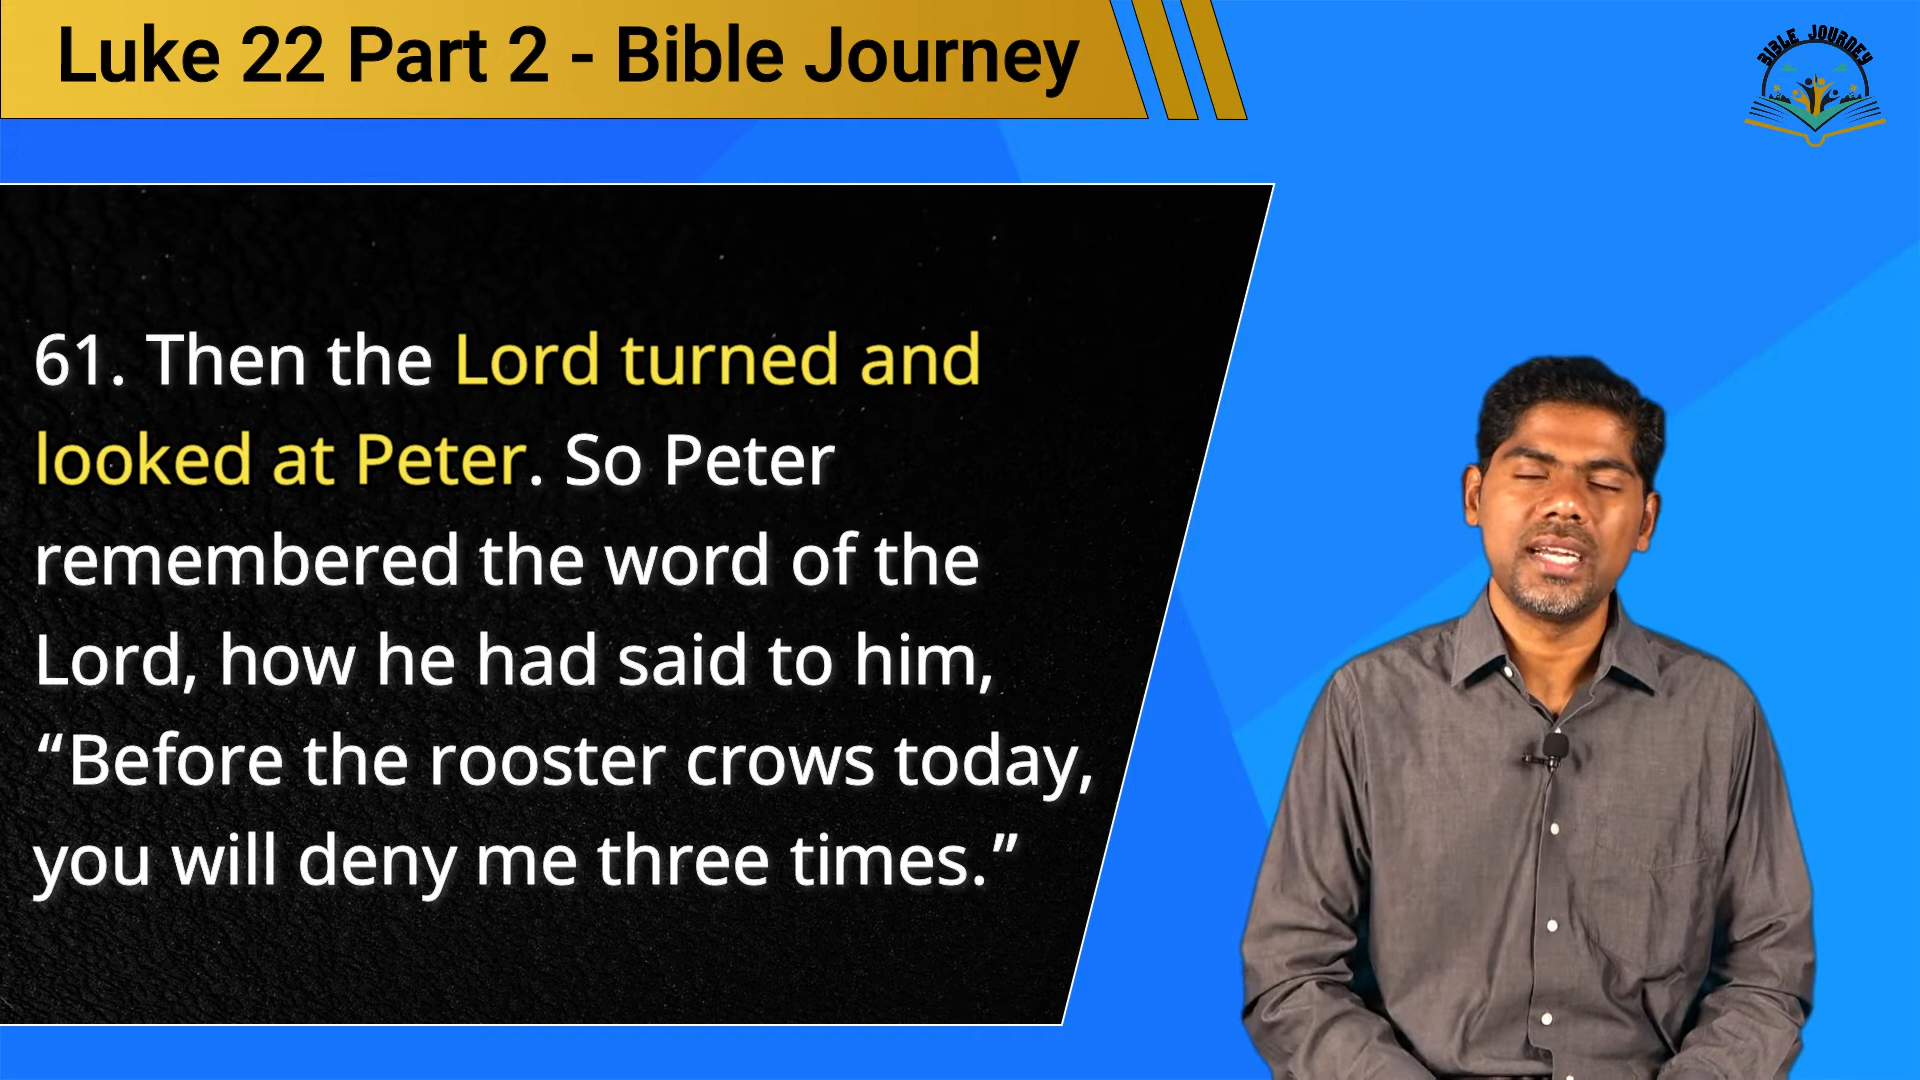 Luke 22 Part 2 - Bible Journey
BIBLE JOURNEY
61. Then the Lord turned and
looked at Peter. So Peter
remembered the word of the
Lord, how he had said to him,
“Before the rooster crows today,
you will deny me three times.”